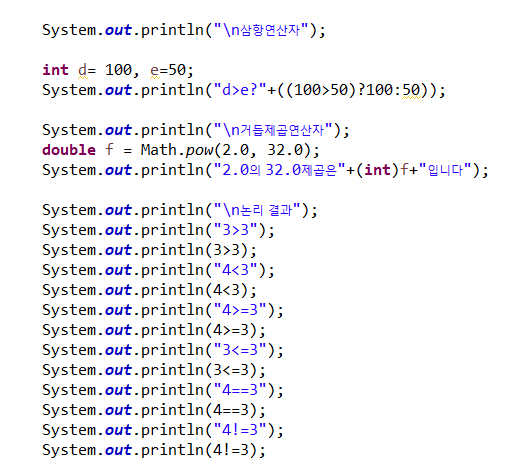 System.out.println("\n삼항연산자");
int d= 100, e=50;
System.out.println("d>e?"+((100>50)?100:50));
System.out.println("\n거듭제곱연산자");
double f = Math.pow(2.0, 32.0);
System.out.println("2.0의 32.0제곱은"+(int)f+"입니다");
System.out.println("\n논리 결과");
System.out.println("3>3");
System.out.println(3>3);
System.out.println("4<3");
System.out.println(4<3);
System.out.println("4>=3");
System.out.println(4>=3);
System.out.println("3<=3");
System.out.println(3<=3);
System.out.println("4==3");
System.out.println(4==3);
System.out.println("4!=3");
System.out.println(4!=3);